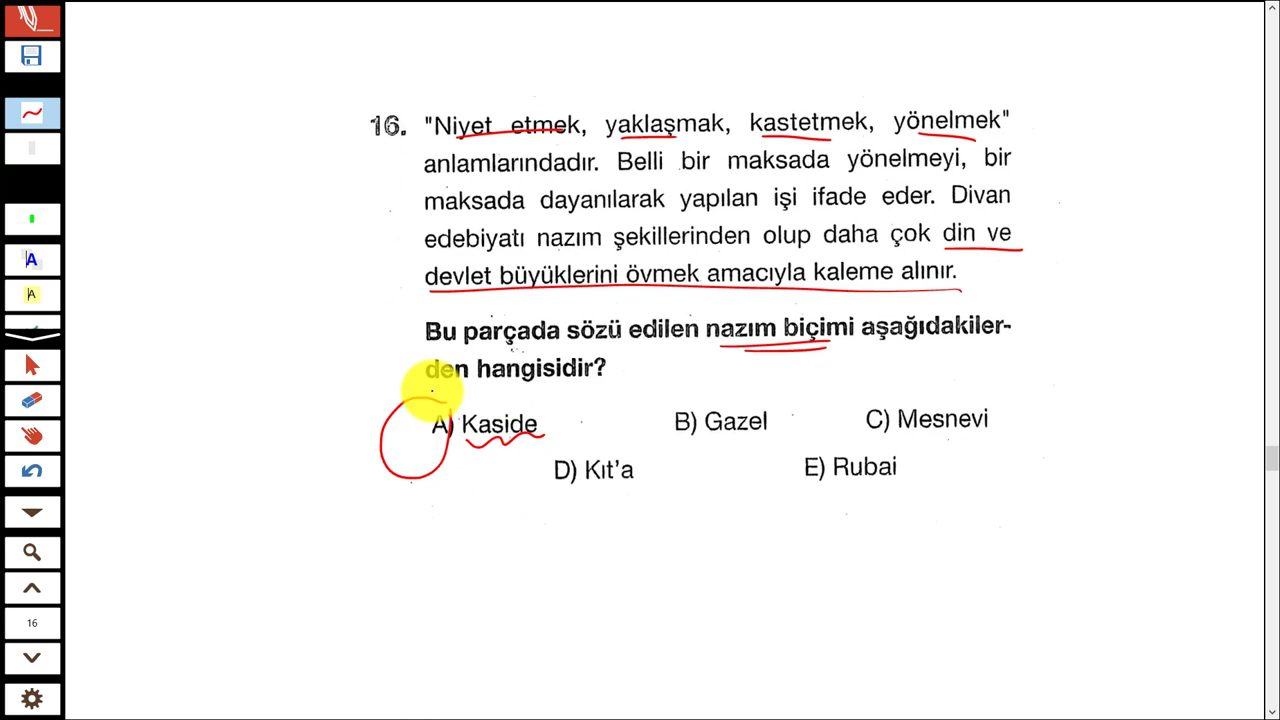 16. "Niyet etmek, yaklaşmak, kastetmek, yönelmek"
anlamlarındadır. Belli bir maksada yönelmeyi, bir
maksada dayanılarak yapılan işi ifade eder. Divan
edebiyatı nazım şekillerinden olup daha çok din ve
devlet büyüklerini övmek amacıyla kaleme alınır.
Bu parçada sözü edilen nazım biçimi aşağıdakiler-
den hangisidir?
A) Kaside B) Gazel C) Mesnevi
D) Kıt'a E) Rubai
A
A
16